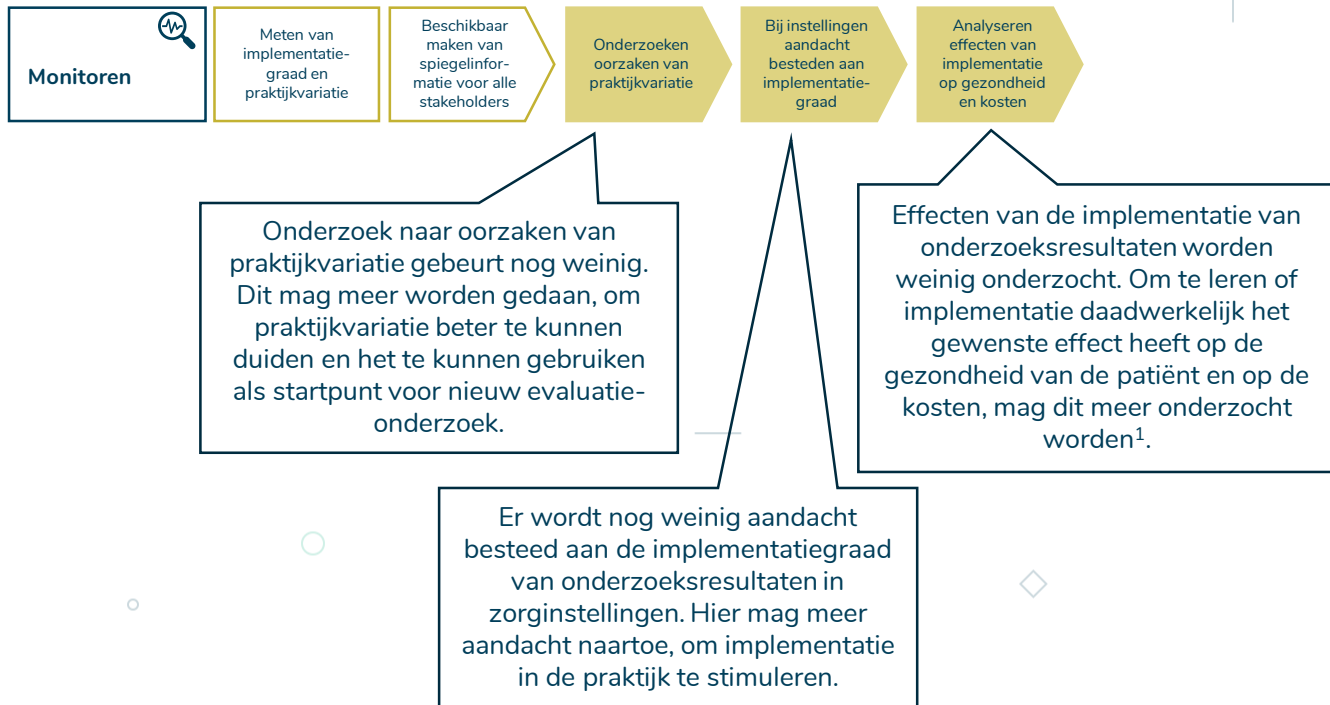 Monitoren
Meten van
implementatie-
graad en
praktijkvariatie
Beschikbaar
maken van
spiegelinfor-
matie voor alle
stakeholders
Onderzoeken
oorzaken van
praktijkvariatie
Bij instellingen
aandacht
besteden aan
implementatie-
graad
Analyseren
effecten van
implementatie
op gezondheid
en kosten
Onderzoek naar oorzaken van
praktijkvariatie gebeurt nog weinig.
Dit mag meer worden gedaan, om
praktijkvariatie beter te kunnen
duiden en het te kunnen gebruiken
als startpunt voor nieuw evaluatie-
onderzoek.
Effecten van de implementatie van
onderzoeksresultaten worden
weinig onderzocht. Om te leren of
implementatie daadwerkelijk het
gewenste effect heeft op de
gezondheid van de patiënt en op de
kosten, mag dit meer onderzocht
worden¹.
Er wordt nog weinig aandacht
besteed aan de implementatiegraad
van onderzoeksresultaten in
zorginstellingen. Hier mag meer
aandacht naartoe, om implementatie
in de praktijk te stimuleren.